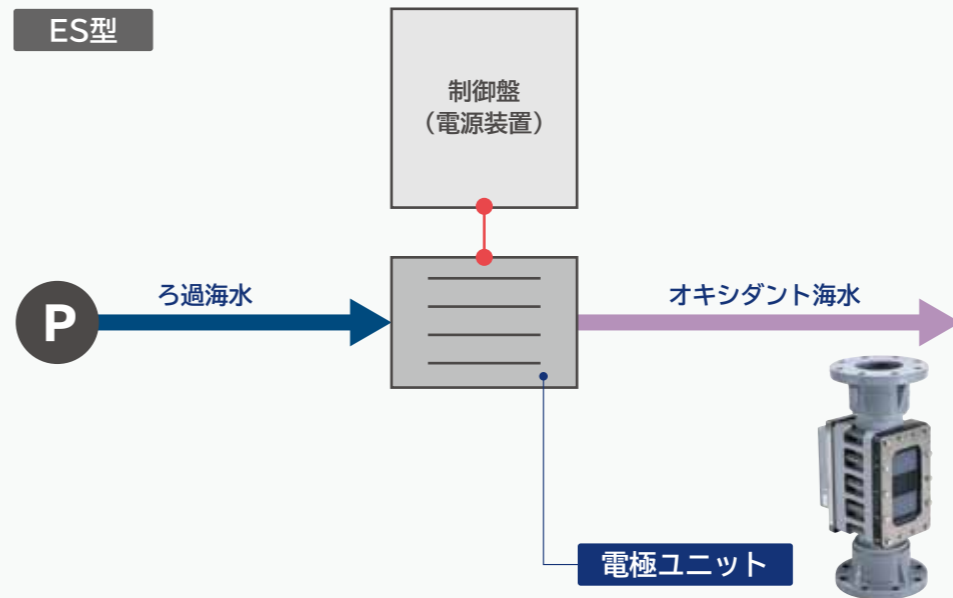 ES型
制御盤
（電源装置）
ろ過海水
オキシダント海水
P
電極ユニット